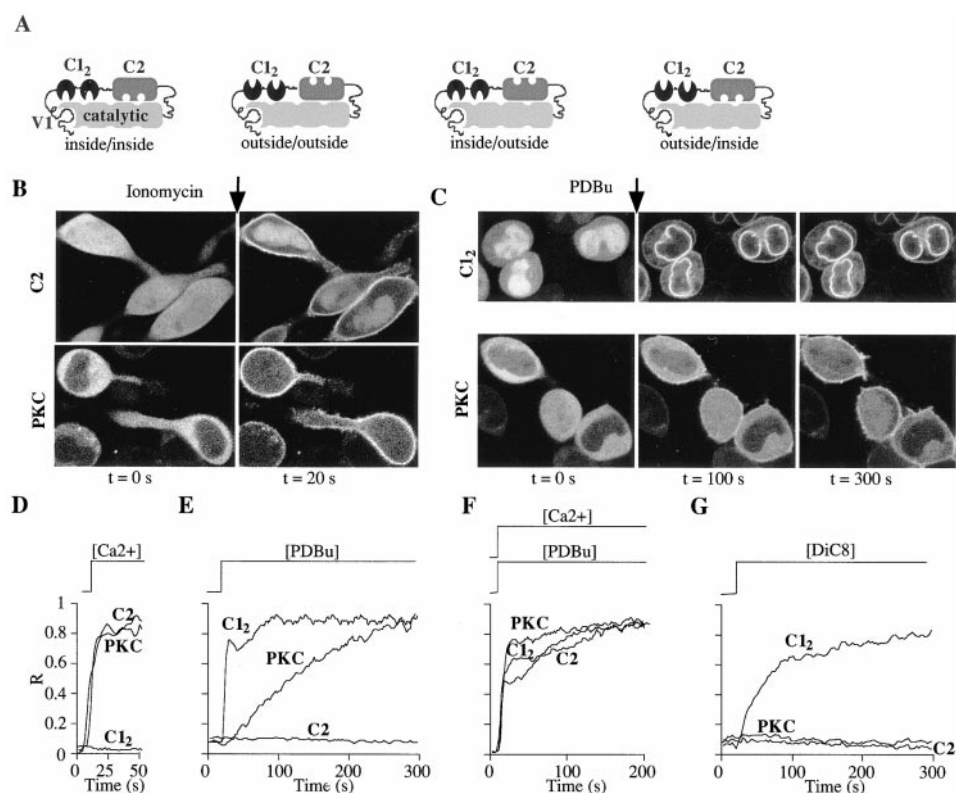 A
C1₂ C2 C1₂ C2 C1₂ C2 C1₂ C2
V1 catalytic
inside/inside outside/outside inside/outside outside/inside
B Ionomycin
C2
PKC
t = 0 s t = 20 s
C PDBu
C1₂
PKC
t = 0 s t = 100 s t = 300 s
D
[Ca2+]
R
1
0.8
0.6
0.4
0.2
0
C2
PKC
C1₂
0 25 50
Time (s)
E
[PDBu]
C1₂
PKC
C2
0 100 200 300
Time (s)
F
[Ca2+]
[PDBu]
PKC
C1₂
C2
0 100 200
Time (s)
G
[DiC8]
C1₂
PKC
C2
0 100 200 300
Time (s)